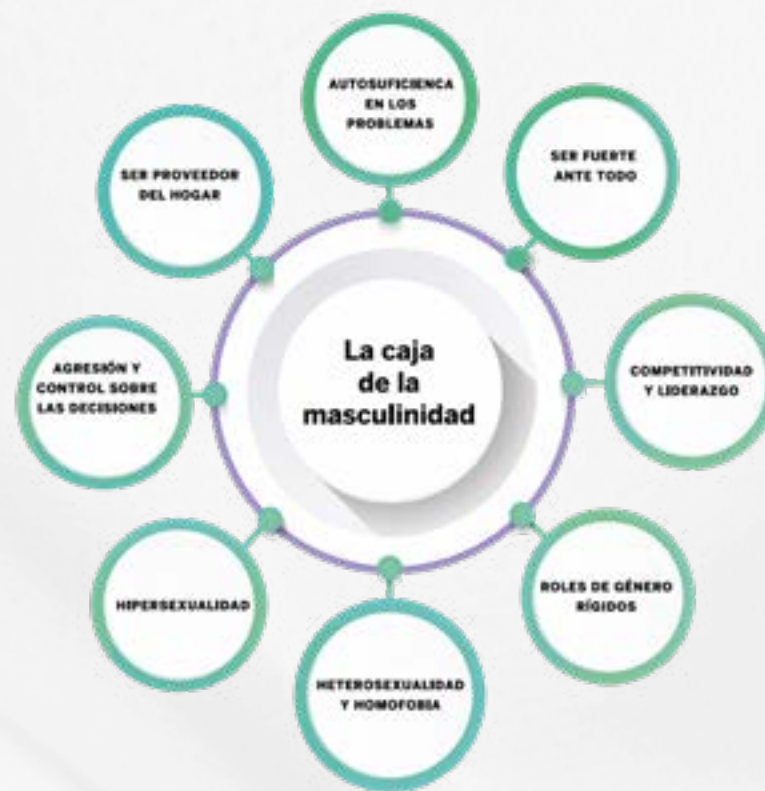 AUTOSUFICIENCA
EN LOS
PROBLEMAS
SER FUERTE
ANTE TODO
COMPETITIVIDAD
Y LIDERAZGO
ROLES DE GÉNERO
RÍGIDOS
HETEROSEXUALIDAD
Y HOMOFOBIA
HIPERSEXUALIDAD
AGRESIÓN Y
CONTROL SOBRE
LAS DECISIONES
SER PROVEEDOR
DEL HOGAR
La caja
de la
masculinidad